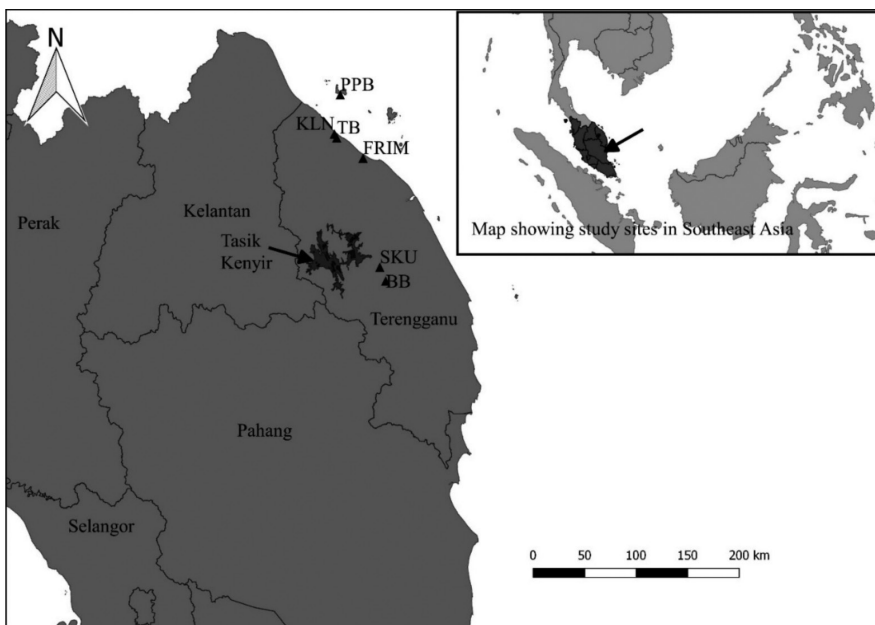 N
PPB
KLN TB
FRIM
Perak
Kelantan
Tasik
Kenyir
SKU
BB
Terengganu
Pahang
Selangor
Map showing study sites in Southeast Asia
0 50 100 150 200 km